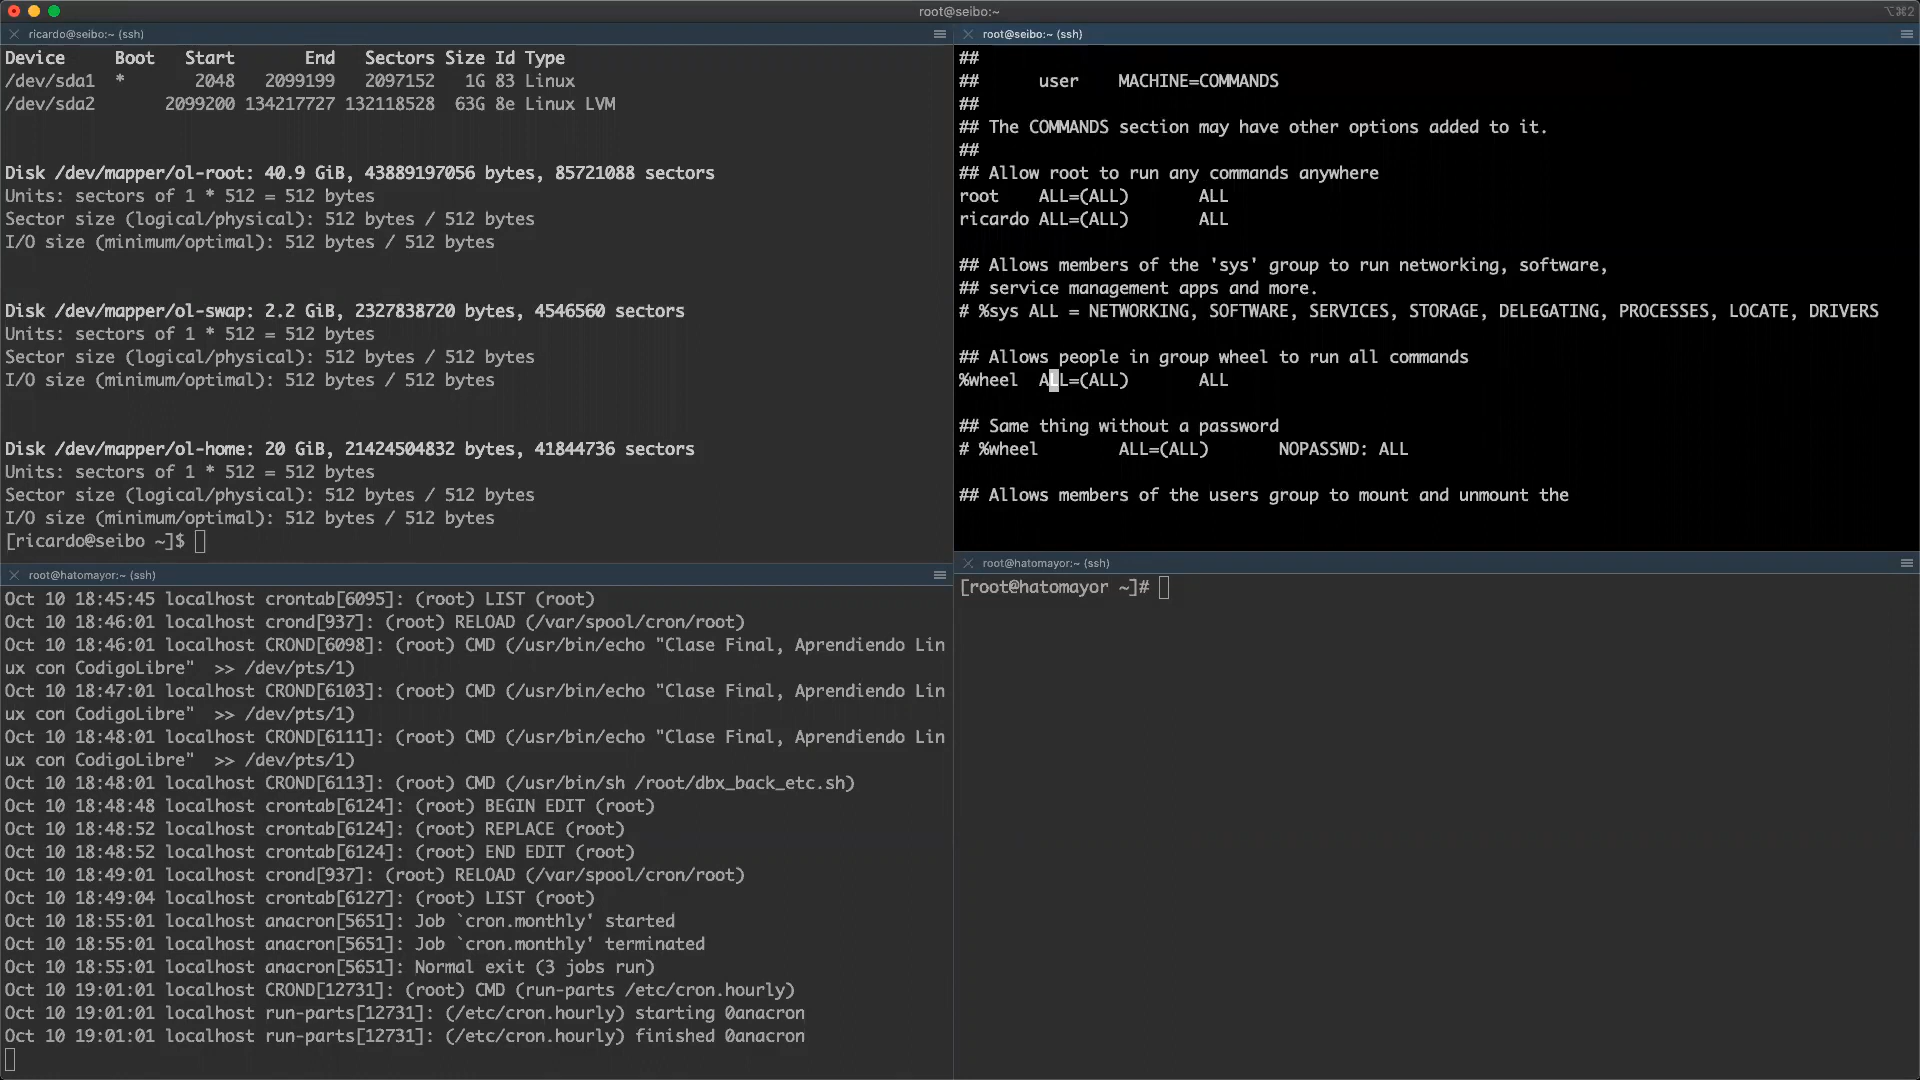 root@seibo:~
⌥⌘2
ricardo@seibo:~ (ssh)
Device     Boot   Start       End   Sectors Size Id Type
/dev/sda1  *       2048   2099199   2097152   1G 83 Linux
/dev/sda2       2099200 134217727 132118528  63G 8e Linux LVM
Disk /dev/mapper/ol-root: 40.9 GiB, 43889197056 bytes, 85721088 sectors
Units: sectors of 1 * 512 = 512 bytes
Sector size (logical/physical): 512 bytes / 512 bytes
I/O size (minimum/optimal): 512 bytes / 512 bytes
Disk /dev/mapper/ol-swap: 2.2 GiB, 2327838720 bytes, 4546560 sectors
Units: sectors of 1 * 512 = 512 bytes
Sector size (logical/physical): 512 bytes / 512 bytes
I/O size (minimum/optimal): 512 bytes / 512 bytes
Disk /dev/mapper/ol-home: 20 GiB, 21424504832 bytes, 41844736 sectors
Units: sectors of 1 * 512 = 512 bytes
Sector size (logical/physical): 512 bytes / 512 bytes
I/O size (minimum/optimal): 512 bytes / 512 bytes
[ricardo@seibo ~]$
root@seibo:~ (ssh)
##
##      user    MACHINE=COMMANDS
##
## The COMMANDS section may have other options added to it.
##
## Allow root to run any commands anywhere
root    ALL=(ALL)       ALL
ricardo ALL=(ALL)       ALL
## Allows members of the 'sys' group to run networking, software,
## service management apps and more.
# %sys ALL = NETWORKING, SOFTWARE, SERVICES, STORAGE, DELEGATING, PROCESSES, LOCATE, DRIVERS
## Allows people in group wheel to run all commands
%wheel  ALL=(ALL)       ALL
## Same thing without a password
# %wheel        ALL=(ALL)       NOPASSWD: ALL
## Allows members of the users group to mount and unmount the
root@hatomayor:~ (ssh)
Oct 10 18:45:45 localhost crontab[6095]: (root) LIST (root)
Oct 10 18:46:01 localhost crond[937]: (root) RELOAD (/var/spool/cron/root)
Oct 10 18:46:01 localhost CROND[6098]: (root) CMD (/usr/bin/echo "Clase Final, Aprendiendo Lin
ux con CodigoLibre"  >> /dev/pts/1)
Oct 10 18:47:01 localhost CROND[6103]: (root) CMD (/usr/bin/echo "Clase Final, Aprendiendo Lin
ux con CodigoLibre"  >> /dev/pts/1)
Oct 10 18:48:01 localhost CROND[6111]: (root) CMD (/usr/bin/echo "Clase Final, Aprendiendo Lin
ux con CodigoLibre"  >> /dev/pts/1)
Oct 10 18:48:01 localhost CROND[6113]: (root) CMD (/usr/bin/sh /root/dbx_back_etc.sh)
Oct 10 18:48:48 localhost crontab[6124]: (root) BEGIN EDIT (root)
Oct 10 18:48:52 localhost crontab[6124]: (root) REPLACE (root)
Oct 10 18:48:52 localhost crontab[6124]: (root) END EDIT (root)
Oct 10 18:49:01 localhost crond[937]: (root) RELOAD (/var/spool/cron/root)
Oct 10 18:49:04 localhost crontab[6127]: (root) LIST (root)
Oct 10 18:55:01 localhost anacron[5651]: Job `cron.monthly' started
Oct 10 18:55:01 localhost anacron[5651]: Job `cron.monthly' terminated
Oct 10 18:55:01 localhost anacron[5651]: Normal exit (3 jobs run)
Oct 10 19:01:01 localhost CROND[12731]: (root) CMD (run-parts /etc/cron.hourly)
Oct 10 19:01:01 localhost run-parts[12731]: (/etc/cron.hourly) starting 0anacron
Oct 10 19:01:01 localhost run-parts[12731]: (/etc/cron.hourly) finished 0anacron
root@hatomayor:~ (ssh)
[root@hatomayor ~]#